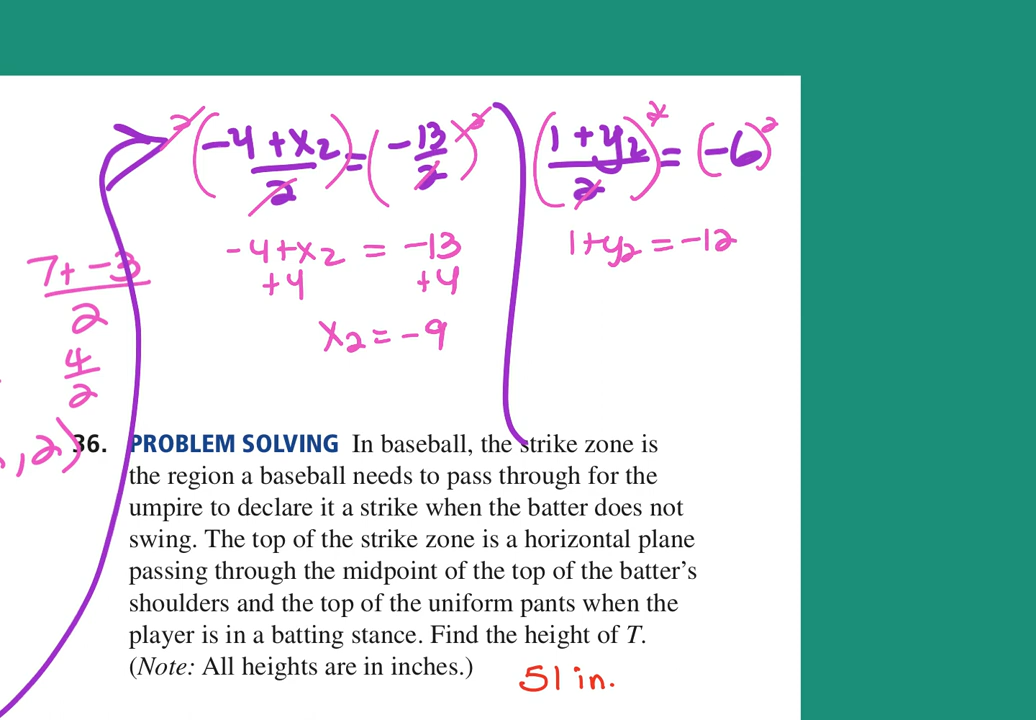 2(-4+x2/2)=(-13/2)x2
(1+y2/2)x=(-6)2
-4+x2 = -13
+4 +4
x2=-9
1+y2=-12
7+-3
2
4
2
,2)
36. PROBLEM SOLVING In baseball, the strike zone is
the region a baseball needs to pass through for the
umpire to declare it a strike when the batter does not
swing. The top of the strike zone is a horizontal plane
passing through the midpoint of the top of the batter's
shoulders and the top of the uniform pants when the
player is in a batting stance. Find the height of T.
(Note: All heights are in inches.) 51 in.